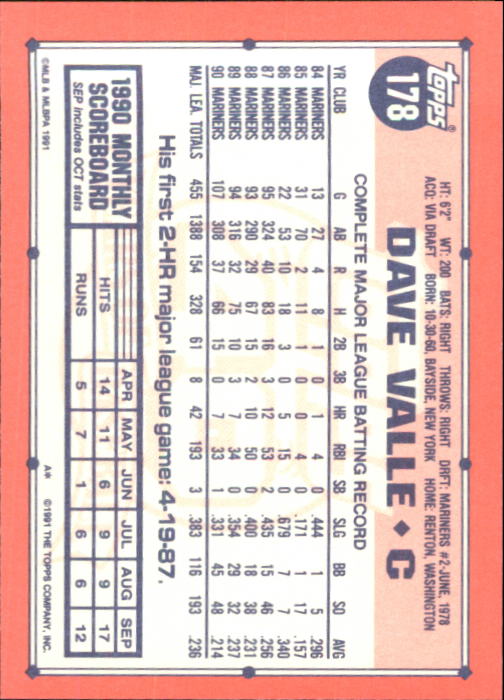 topps®
178
HT: 6'2" WT: 200 BATS: RIGHT THROWS: RIGHT DRFT: MARINERS #2-JUNE, 1978
ACQ: VIA DRAFT BORN: 10-30-60, BAYSIDE, NEW YORK HOME: RENTON, WASHINGTON
DAVE VALLE ♦ C
COMPLETE MAJOR LEAGUE BATTING RECORD
YR CLUB G AB R H 2B 3B HR RBI SB SLG BB SO AVG
84 MARINERS 13 27 4 8 1 0 1 4 0 .444 1 5 .296
85 MARINERS 31 70 2 11 1 0 0 4 0 .171 1 17 .157
86 MARINERS 22 53 10 18 3 0 5 15 0 .679 7 7 .340
87 MARINERS 95 324 40 83 16 3 12 53 2 .435 15 46 .256
88 MARINERS 93 290 29 67 15 2 10 50 0 .400 18 38 .231
89 MARINERS 94 316 32 75 10 3 7 34 0 .354 29 32 .237
90 MARINERS 107 308 37 66 15 0 7 33 1 .331 45 48 .214
MAJ. LEA. TOTALS 455 1388 154 328 61 8 42 193 3 .383 116 193 .236
His first 2-HR major league game: 4-19-87.
1990 MONTHLY
SCOREBOARD
SEP includes OCT stats
APR MAY JUN JUL AUG SEP
HITS 14 11 6 9 9 17
RUNS 5 7 1 6 6 12
©MLB & MLBPA 1991
A* ©1991 THE TOPPS COMPANY, INC.